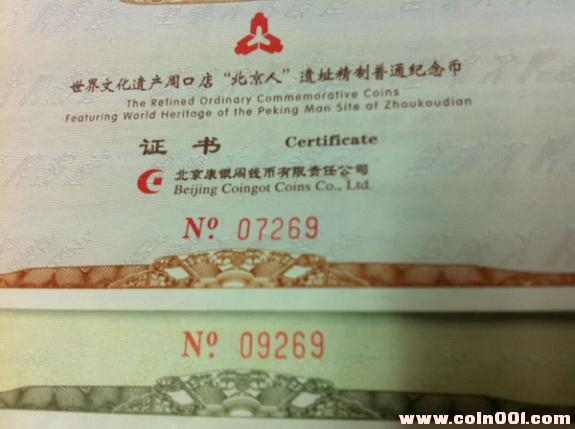 世界文化遗产周口店“北京人”遗址精制普通纪念币
The Refined Ordinary Commemorative Coins
Featuring World Heritage of the Peking Man Site at Zhoukoudian
证书 Certificate
北京康银阁钱币有限责任公司
Beijing Coingot Coins Co., Ltd.
Nº 07269
Nº 09269
www.coin001.com